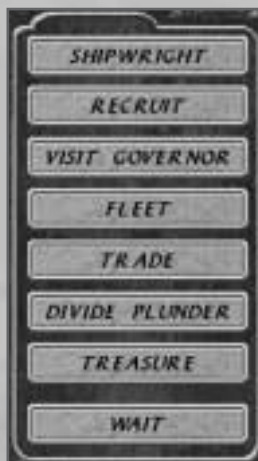 SHIPWRIGHT
RECRUIT
VISIT GOVERNOR
FLEET
TRADE
DIVIDE PLUNDER
TREASURE
WAIT